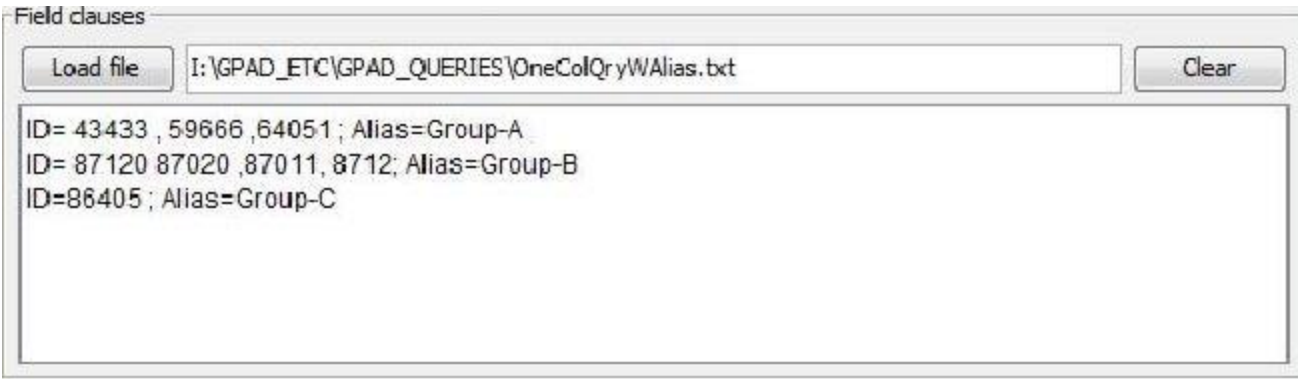 Field clauses
Load file I:\GPAD_ETC\GPAD_QUERIES\OneColQryWAlias.txt Clear
ID= 43433 , 59666 ,64051 ; Alias=Group-A
ID= 87120 87020 ,87011, 8712; Alias=Group-B
ID=86405 ; Alias=Group-C